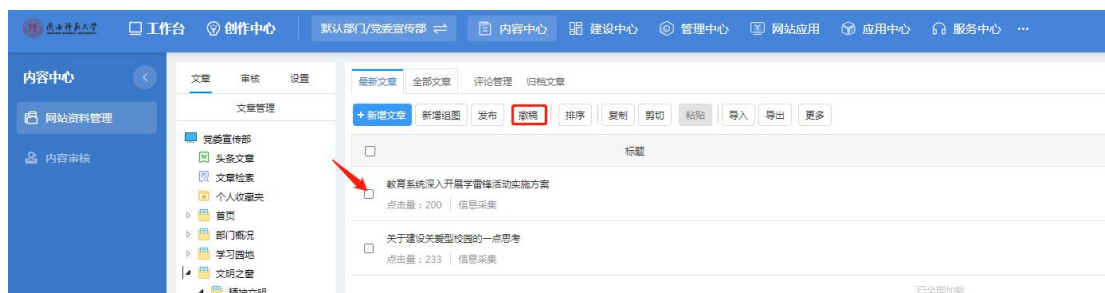 工作台 创作中心 默认部门/党委宣传部 内容中心 建设中心 管理中心 网站应用 应用中心 服务中心 ...
内容中心
网站资料管理
内容审核
文章 审核 设置
文章管理
党委宣传部
头条文章
文章检索
个人收藏夹
首页
部门概况
学习园地
文明之窗
精神文明
最新文章 全部文章 评论管理 归档文章
+ 新增文章 新增组图 发布 撤稿 排序 复制 剪切 粘贴 导入 导出 更多
标题
教育系统深入开展学雷锋活动实施方案
点击量：200 | 信息采集
关于建设关爱型校园的一点思考
点击量：233 | 信息采集
已全部加载